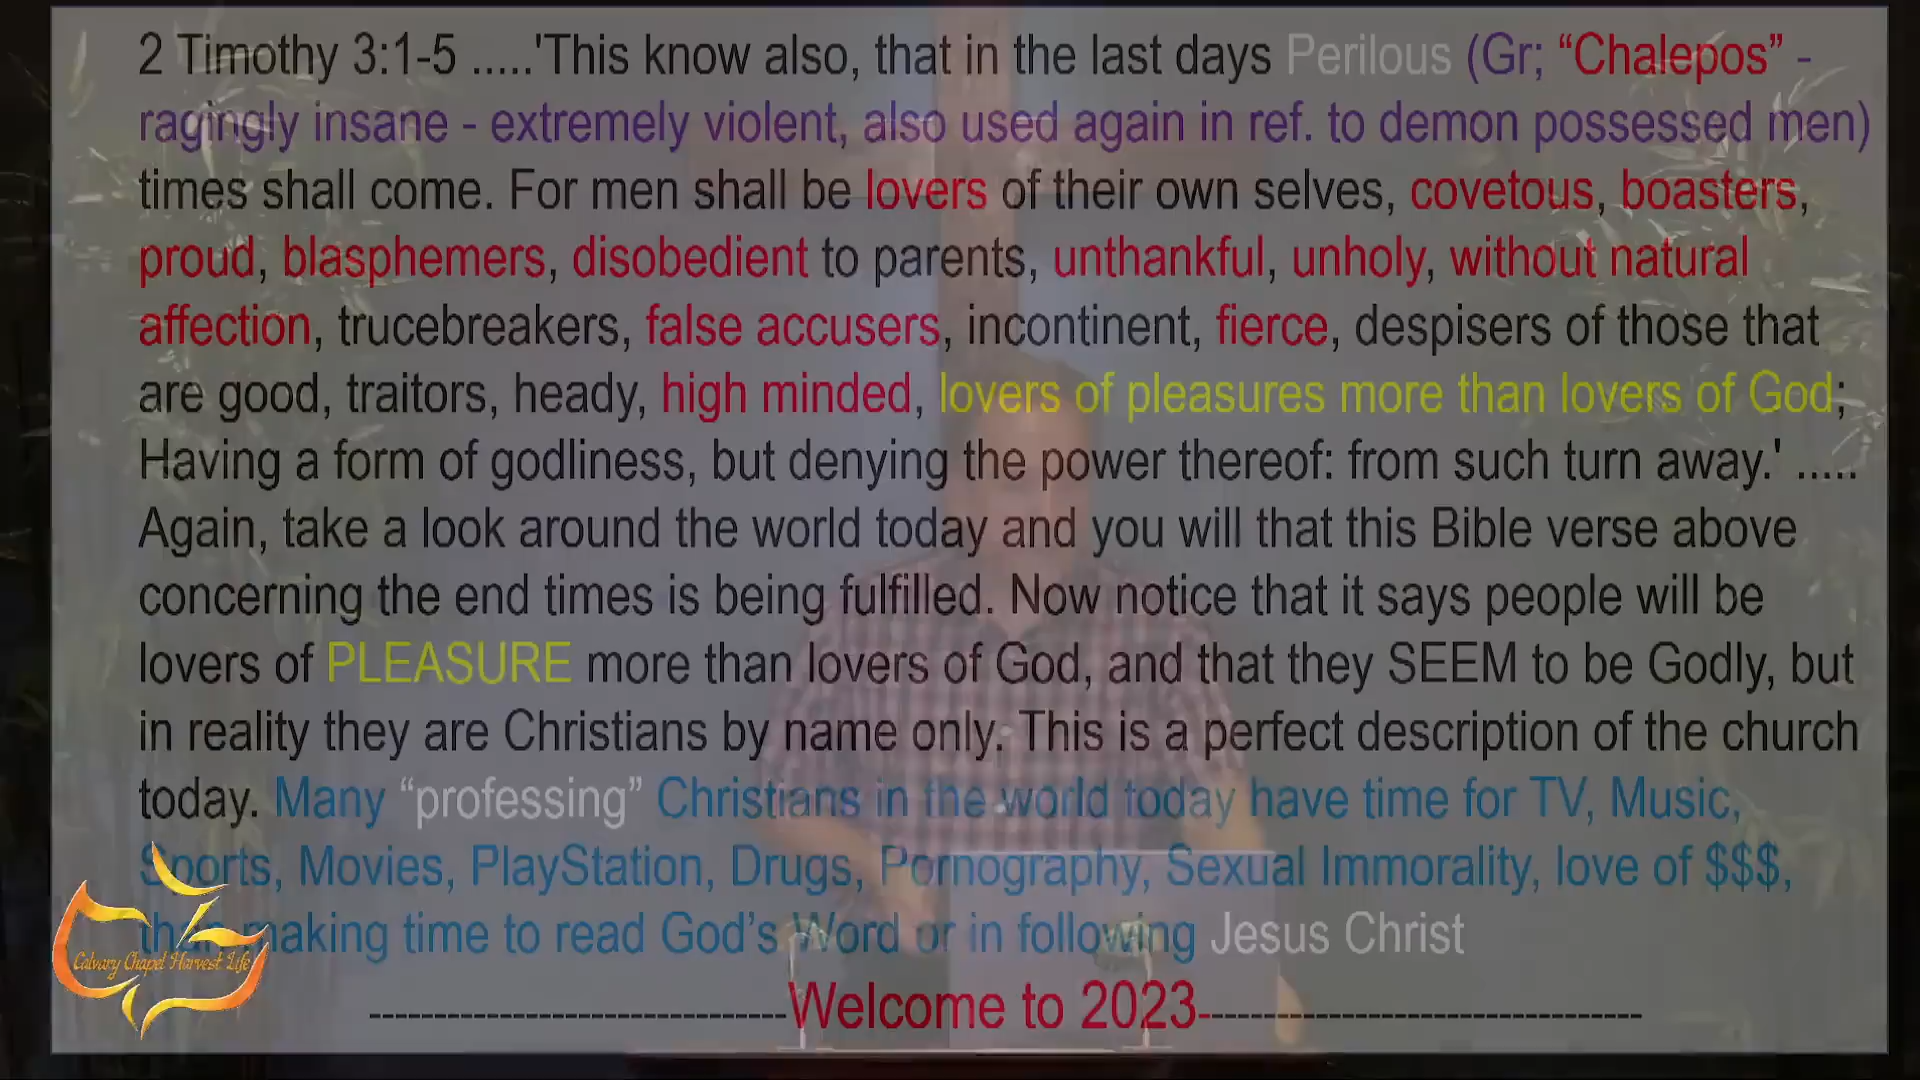 2 Timothy 3:1-5 .....'This know also, that in the last days Perilous (Gr; “Chalepos” -
ragingly insane - extremely violent, also used again in ref. to demon possessed men)
times shall come. For men shall be lovers of their own selves, covetous, boasters,
proud, blasphemers, disobedient to parents, unthankful, unholy, without natural
affection, trucebreakers, false accusers, incontinent, fierce, despisers of those that
are good, traitors, heady, high minded, lovers of pleasures more than lovers of God;
Having a form of godliness, but denying the power thereof: from such turn away.' .....
Again, take a look around the world today and you will that this Bible verse above
concerning the end times is being fulfilled. Now notice that it says people will be
lovers of PLEASURE more than lovers of God, and that they SEEM to be Godly, but
in reality they are Christians by name only. This is a perfect description of the church
today. Many “professing” Christians in the world today have time for TV, Music,
Sports, Movies, PlayStation, Drugs, Pornography, Sexual Immorality, love of $$$,
than making time to read God’s Word or in following Jesus Christ
--------------------------------Welcome to 2023----------------------------------
Calvary Chapel Harvest Life